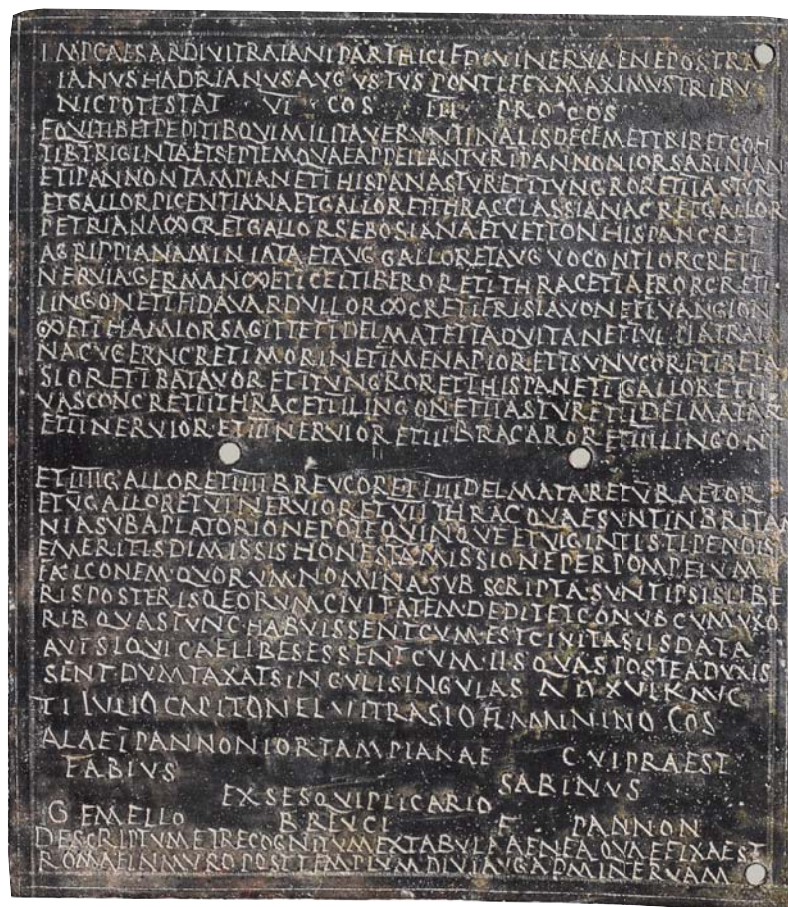 IMP CAESAR DIVI TRAIANI PARTHICI F DIVI NERVAE NEPOS TRA
IANVS HADRIANVS AVGVSTVS PONTIFEX MAXIMVS TRIBV
NIC POTESTAT VI COS III PRO COS
EQVITIB ET PEDITIB QVI MILITAVERVNT IN ALIS DECEM ET TRIB ET COH
TIB TRIGINTA ET SEPTEM QVAE APPELLANTVR I PANNONIOR SABINIAN
ET I PANNON TAMPIAN ET I HISPAN ASTVR ET I TVNGROR ET II ASTVR
ET GALLOR PICENTIANA ET GALLOR ET THRAC CLASSIANA C R ET GALLOR
PETRIANA ∞ C R ET GALLOR SEBOSIANA ET VETTON HISPAN C R ET
AGRIPPIANA MINIATA ET AVG GALLOR ET AVG VOCONTIOR C R ET I
NERVIA GERMAN ∞ ET I CELTIBEROR ET I THRAC ET I AFROR C R ET I
LINGON ET I FIDA VARDVLLOR ∞ C R ET I FRISIAVON ET I VANGION
∞ ET I HAMIOR SAGITT ET I DELMAT ET I AQVITAN ET I VLPIA TRAIA
NA CVGERN C R ET I MORIN ET I MENAPIOR ET I SVNVCOR ET I BETA
SIOR ET I BATAVOR ET I TVNGROR ET I HISPAN ET II GALLOR ET II
VASCON C R ET II THRAC ET II LINGON ET II ASTVR ET II DELMATAR
ET II NERVIOR ET III NERVIOR ET III BRACAROR ET IIII LINGON
ET IIII GALLOR ET IIII BREVCOR ET IIII DELMATAR ET V RAETOR
ET V GALLOR ET VI NERVIOR ET VII THRAC QVAE SVNT IN BRITAN
NIA SVB A PLATORIO NEPOTE QVINQVE ET VIGINTI STIPENDIS
EMERITIS DIMISSIS HONESTA MISSIONE PER POMPEIVM
FALCONEM QVORVM NOMINA SVBSCRIPTA SVNT IPSIS LIBE
RIS POSTERISQ EORVM CIVITATEM DEDIT ET CONVB CVM VXO
RIB QVAS TVNC HABVISSENT CVM EST CIVITAS IIS DATA
AVT SI QVI CAELIBES ESSENT CVM IIS QVAS POSTEA DVXIS
SENT DVMTAXAT SINGVLI SINGVLAS A D XVI K AVG
TI IVLIO CAPITONE L VITRASIO FLAMININO COS
ALAE I PANNONIOR TAMPIANAE CVI PRAEST
FABIVS SABINVS
EX SESQVIPLICARIO
GEMELLO BREVCI F PANNON
DESCRIPTVM ET RECOGNITVM EX TABVLA AENEA QVAE FIXA EST
ROMAE IN MVRO POST TEMPLVM DIVI AVG AD MINERVAM